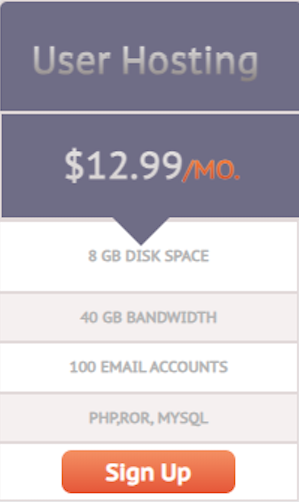 User Hosting
$12.99/MO.
8 GB DISK SPACE
40 GB BANDWIDTH
100 EMAIL ACCOUNTS
PHP,ROR, MYSQL
Sign Up